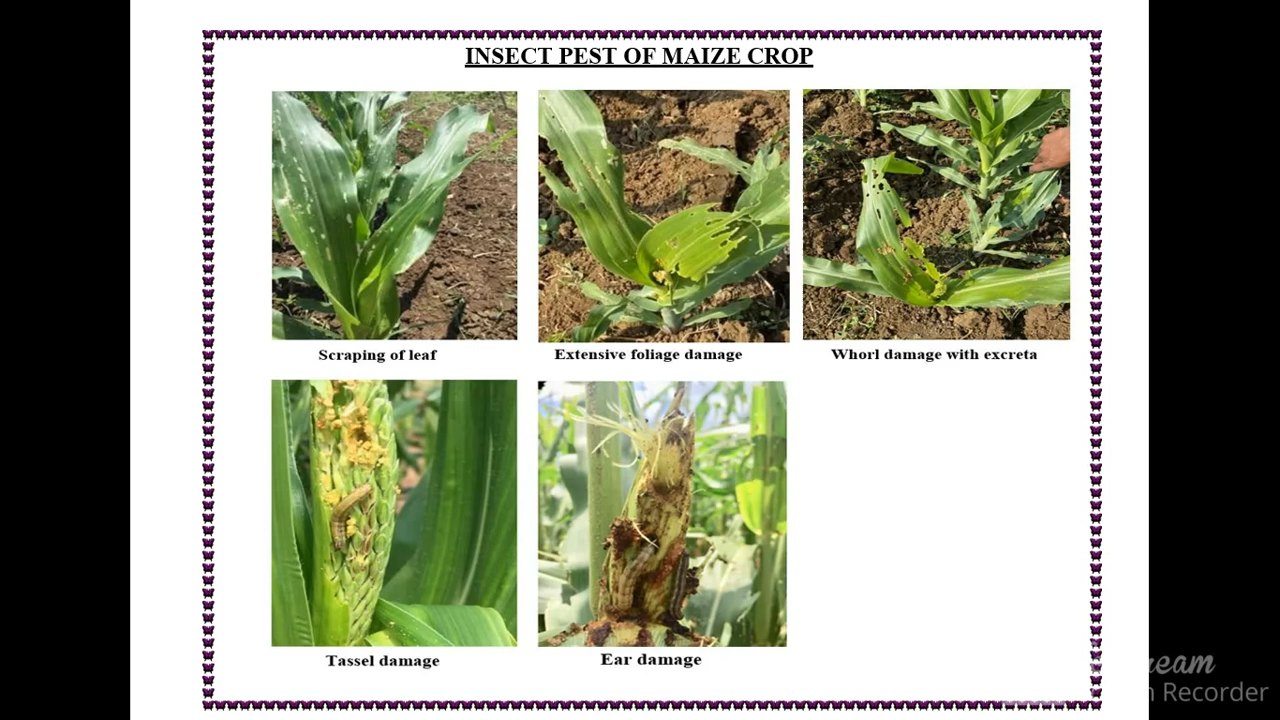 INSECT PEST OF MAIZE CROP
Scraping of leaf
Extensive foliage damage
Whorl damage with excreta
Tassel damage
Ear damage
Recorder